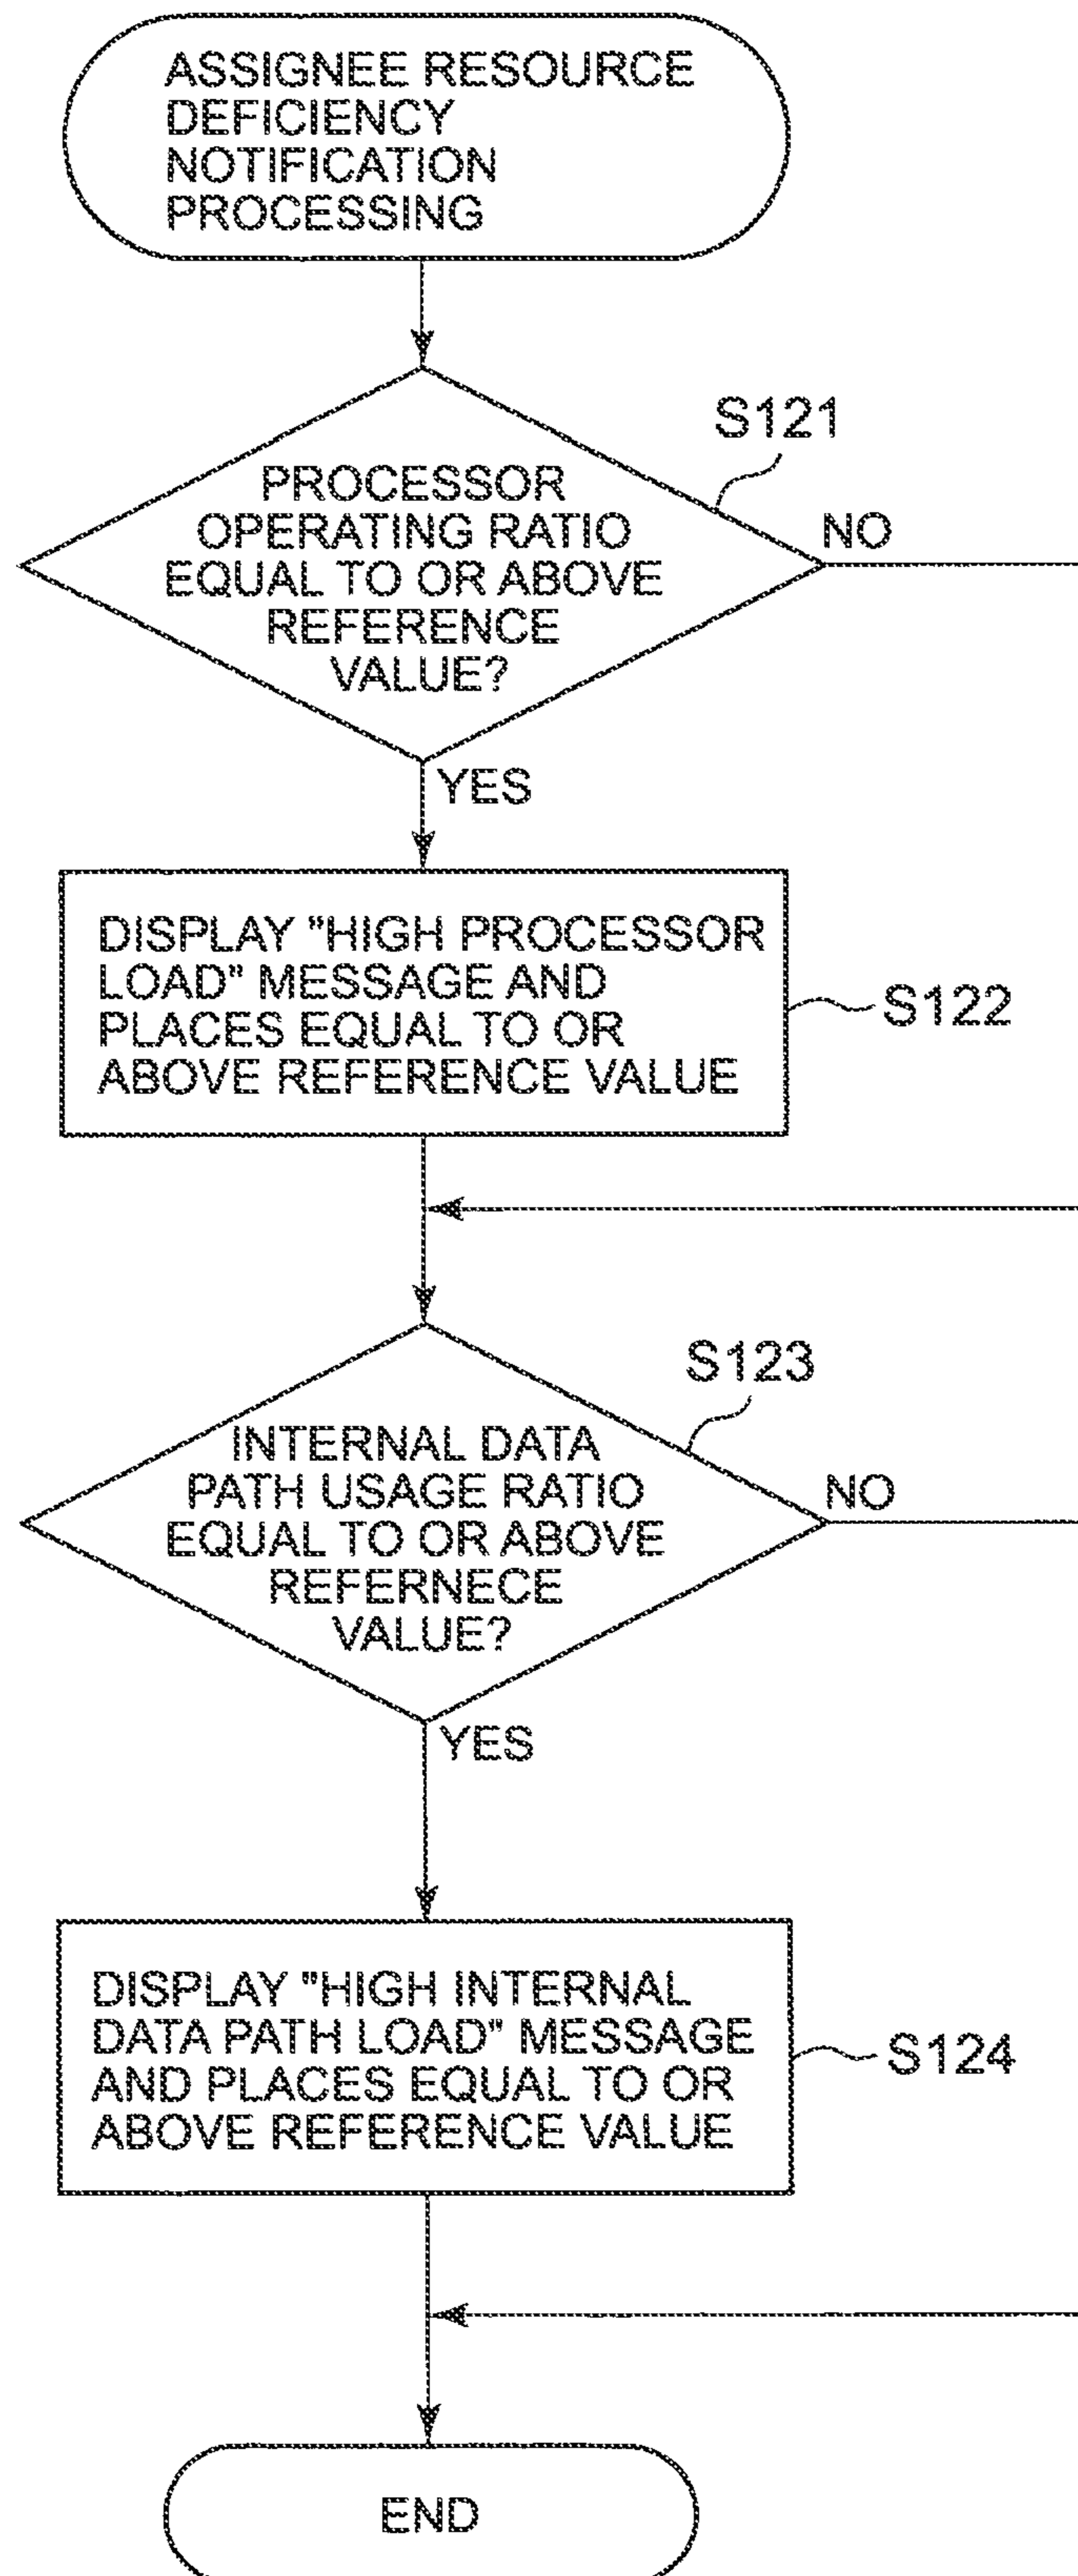 ASSIGNEE RESOURCE
DEFICIENCY
NOTIFICATION
PROCESSING
S121
PROCESSOR
OPERATING RATIO
EQUAL TO OR ABOVE
REFERENCE
VALUE?
NO
YES
DISPLAY "HIGH PROCESSOR
LOAD" MESSAGE AND
PLACES EQUAL TO OR
ABOVE REFERENCE VALUE
S122
S123
INTERNAL DATA
PATH USAGE RATIO
EQUAL TO OR ABOVE
REFERNECE
VALUE?
NO
YES
DISPLAY "HIGH INTERNAL
DATA PATH LOAD" MESSAGE
AND PLACES EQUAL TO OR
ABOVE REFERENCE VALUE
S124
END